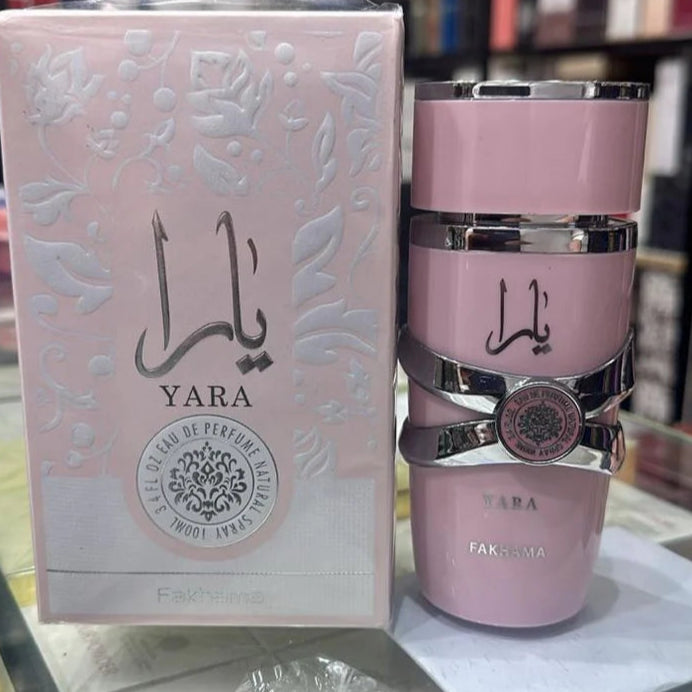 يارا
YARA
3.4 FL OZ EAU DE PERFUME NATURAL SPRAY 100ML
Fakhama
يارا
YARA
FAKHAMA